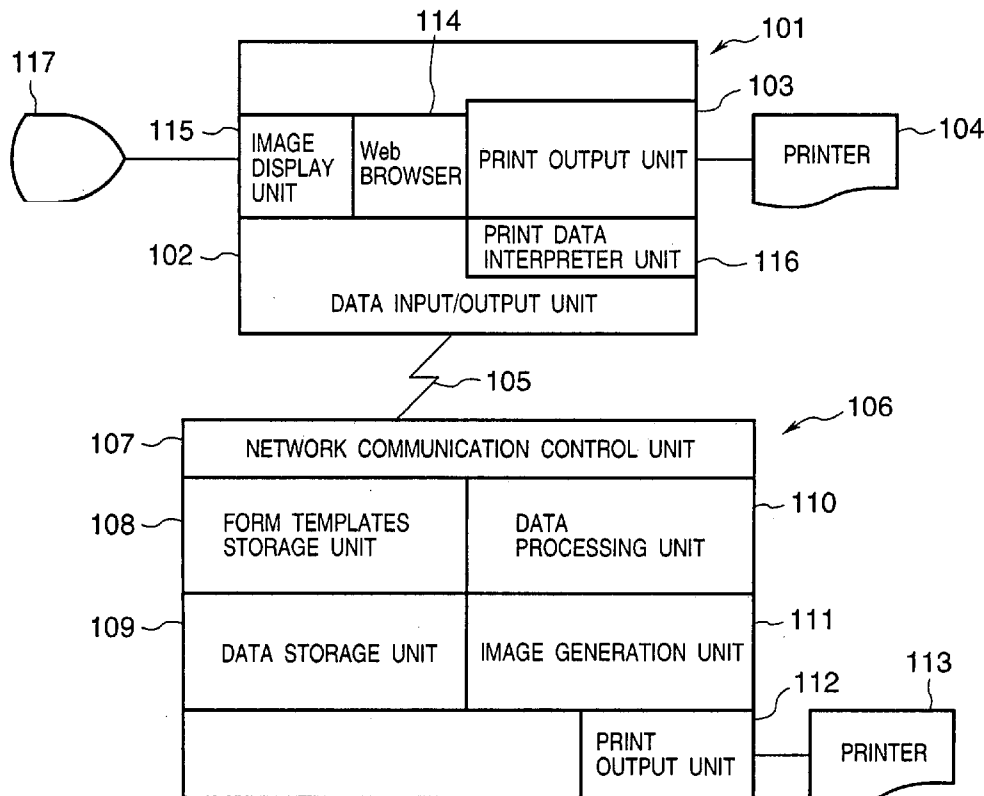 114
101
117
103
115
IMAGE
DISPLAY
UNIT
Web
BROWSER
PRINT OUTPUT UNIT
104
PRINTER
102
PRINT DATA
INTERPRETER UNIT
116
DATA INPUT/OUTPUT UNIT
105
106
107
NETWORK COMMUNICATION CONTROL UNIT
108
FORM TEMPLATES
STORAGE UNIT
DATA
PROCESSING UNIT
110
109
DATA STORAGE UNIT
IMAGE GENERATION UNIT
111
112
113
PRINT
OUTPUT UNIT
PRINTER